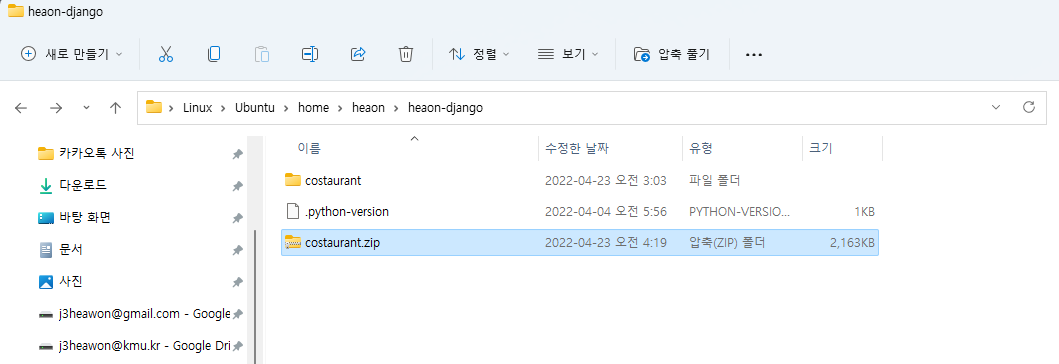 heaon-django
새로 만들기
정렬
보기
압축 풀기
Linux > Ubuntu > home > heaon > heaon-django
카카오톡 사진
다운로드
바탕 화면
문서
사진
j3heawon@gmail.com - Google
j3heawon@kmu.kr - Google Dri
이름 수정한 날짜 유형 크기
costaurant 2022-04-23 오전 3:03 파일 폴더
.python-version 2022-04-04 오전 5:56 PYTHON-VERSIO... 1KB
costaurant.zip 2022-04-23 오전 4:19 압축(ZIP) 폴더 2,163KB